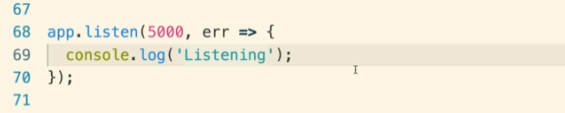 67
68 app.listen(5000, err => {
69   console.log('Listening');
70 });
71